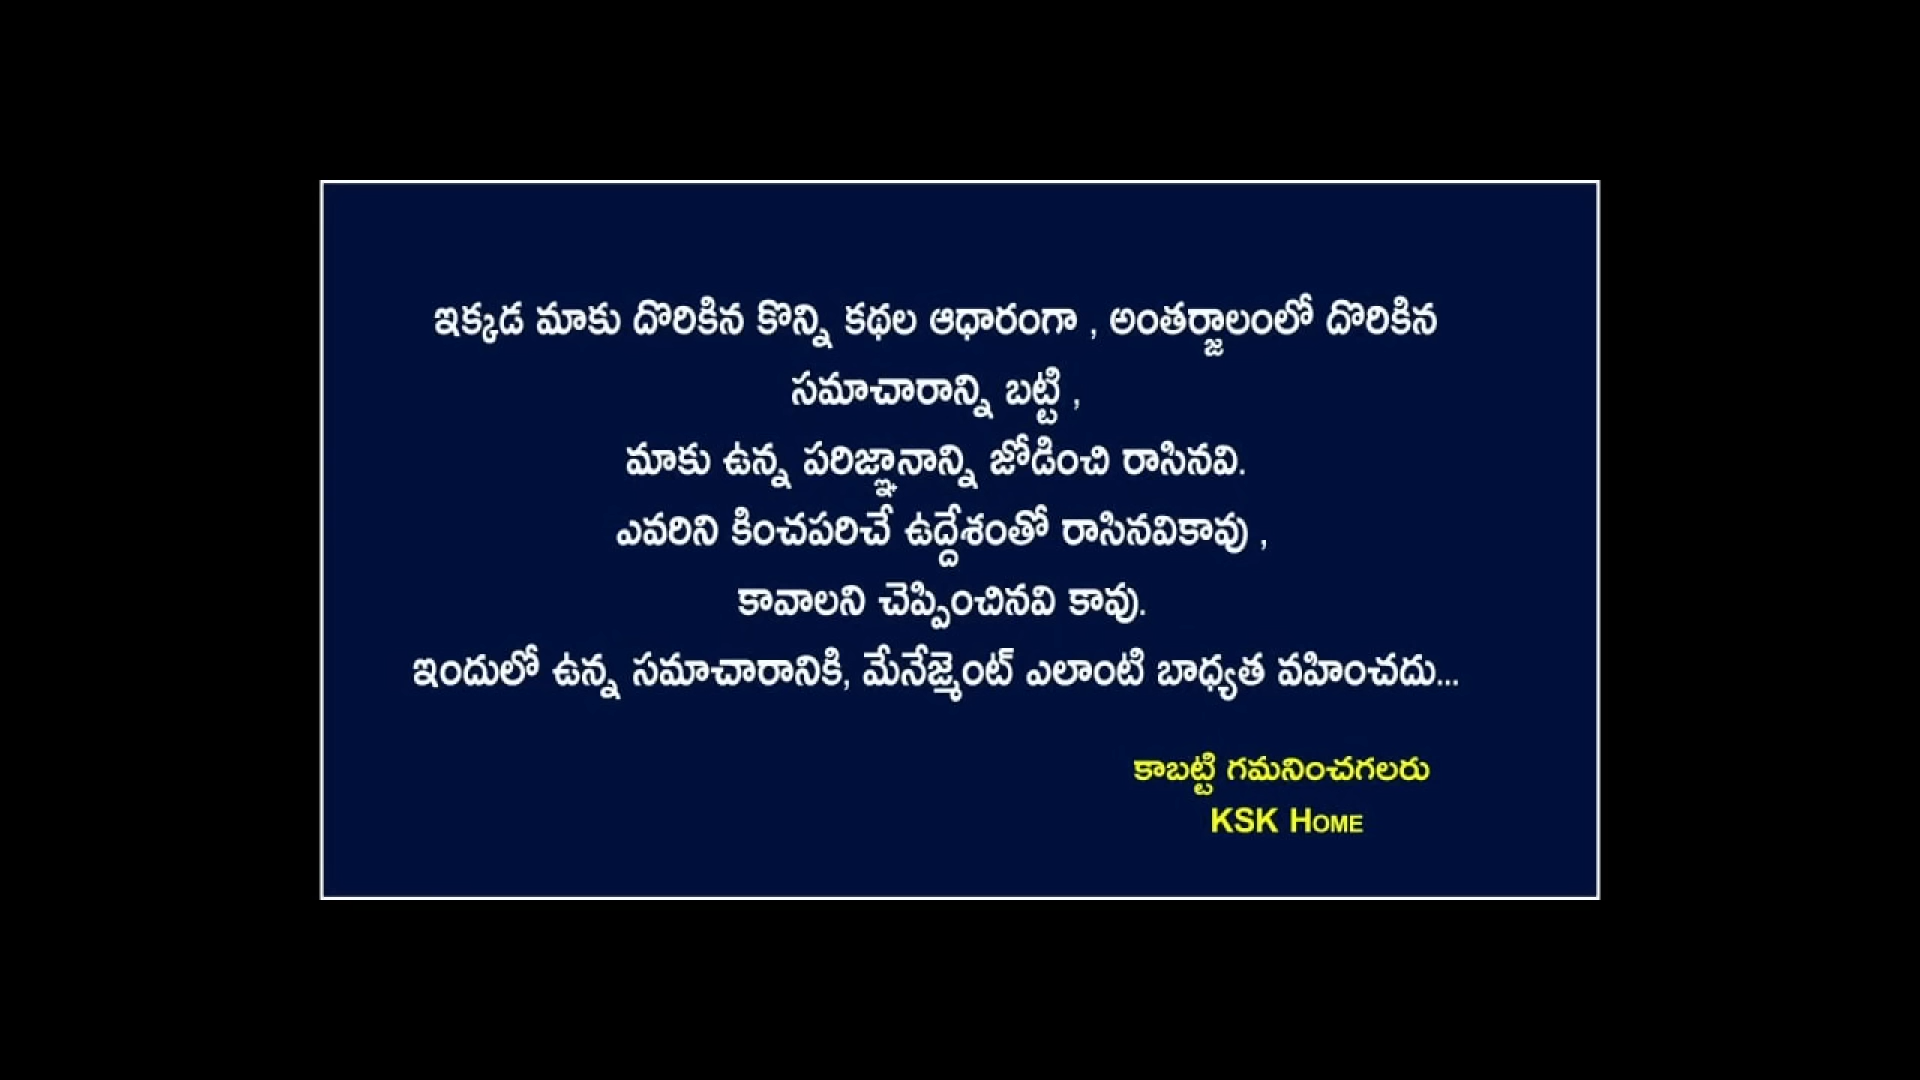 ఇక్కడ మాకు దొరికిన కొన్ని కథల ఆధారంగా , అంతర్జాలంలో దొరికిన
సమాచారాన్ని బట్టి ,
మాకు ఉన్న పరిజ్ఞానాన్ని జోడించి రాసినవి.
ఎవరిని కించపరిచే ఉద్దేశంతో రాసినవికావు ,
కావాలని చెప్పించినవి కావు.
ఇందులో ఉన్న సమాచారానికి, మేనేజ్మెంట్ ఎలాంటి బాధ్యత వహించదు...
కాబట్టి గమనించగలరు
KSK HOME